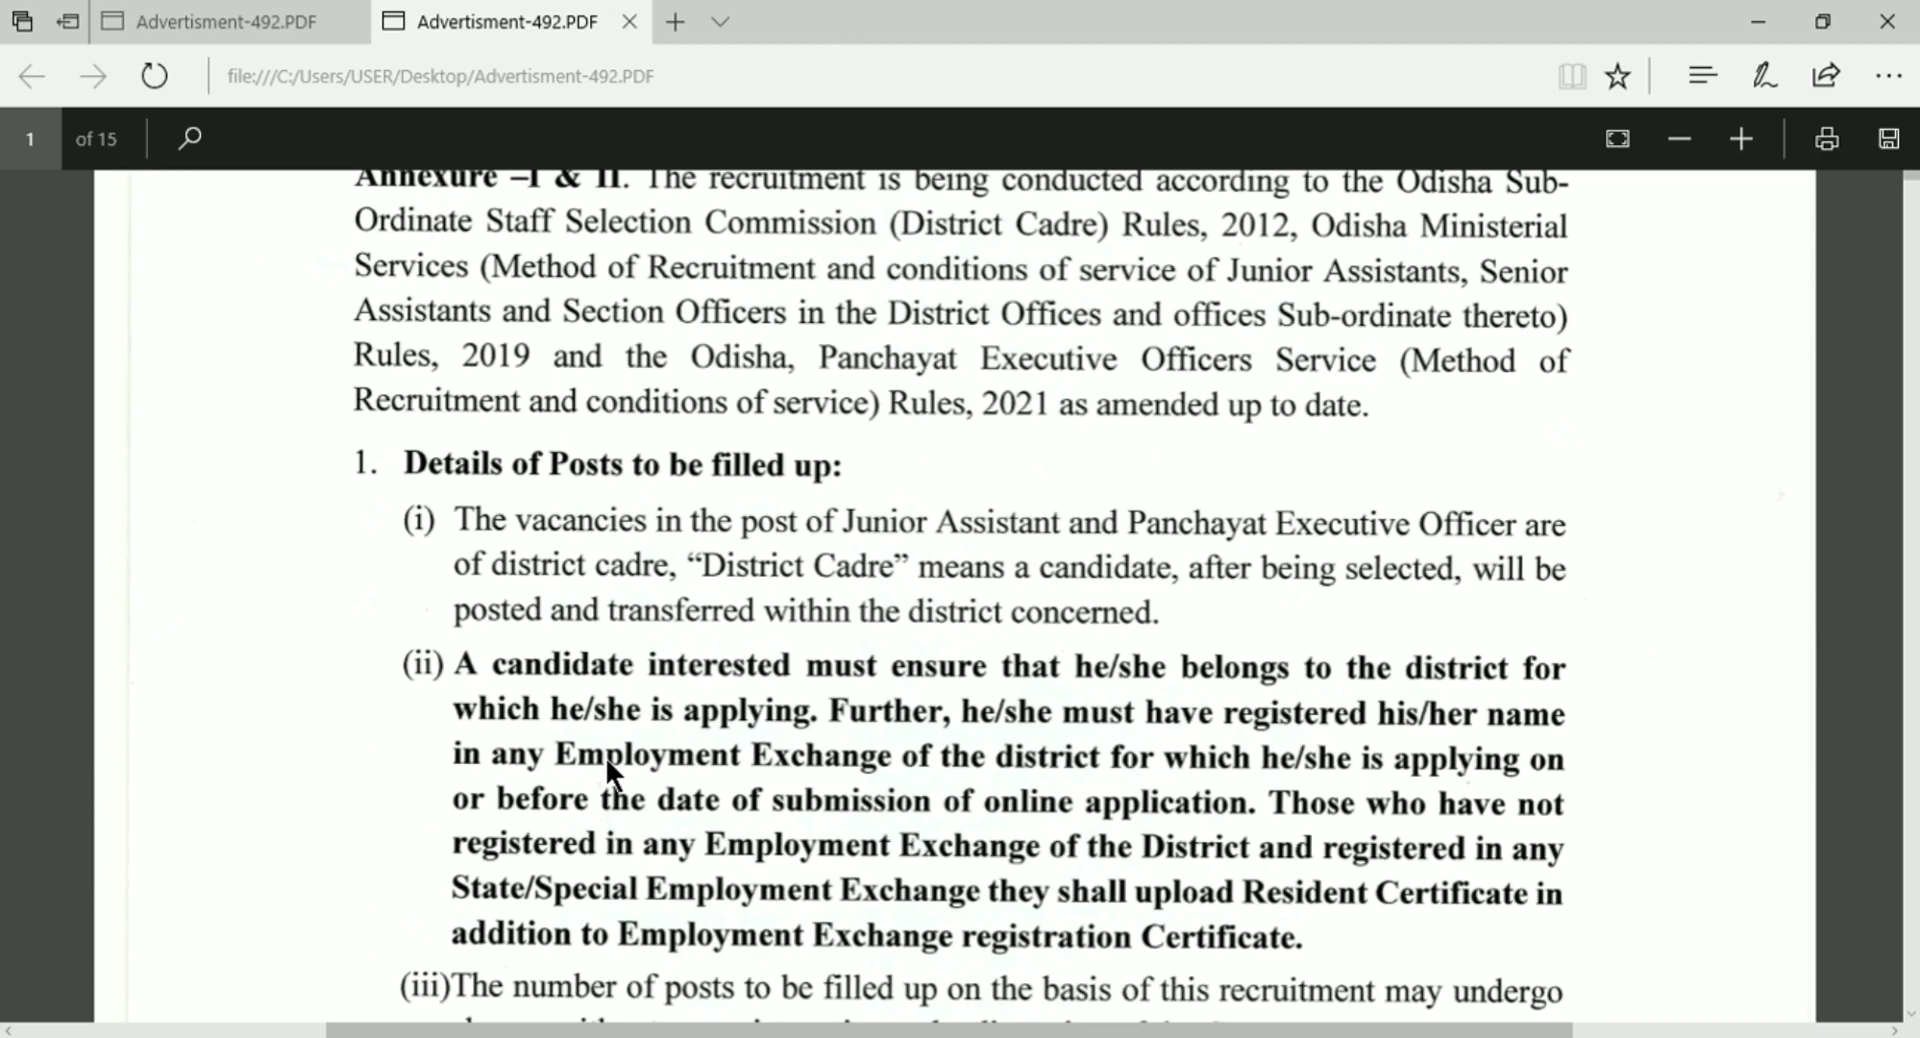 Advertisment-492.PDF
Advertisment-492.PDF
file:///C:/Users/USER/Desktop/Advertisment-492.PDF
1 of 15
Annexure –I & II. The recruitment is being conducted according to the Odisha Sub-
Ordinate Staff Selection Commission (District Cadre) Rules, 2012, Odisha Ministerial
Services (Method of Recruitment and conditions of service of Junior Assistants, Senior
Assistants and Section Officers in the District Offices and offices Sub-ordinate thereto)
Rules, 2019 and the Odisha, Panchayat Executive Officers Service (Method of
Recruitment and conditions of service) Rules, 2021 as amended up to date.
1. Details of Posts to be filled up:
(i) The vacancies in the post of Junior Assistant and Panchayat Executive Officer are
of district cadre, “District Cadre” means a candidate, after being selected, will be
posted and transferred within the district concerned.
(ii) A candidate interested must ensure that he/she belongs to the district for
which he/she is applying. Further, he/she must have registered his/her name
in any Employment Exchange of the district for which he/she is applying on
or before the date of submission of online application. Those who have not
registered in any Employment Exchange of the District and registered in any
State/Special Employment Exchange they shall upload Resident Certificate in
addition to Employment Exchange registration Certificate.
(iii)The number of posts to be filled up on the basis of this recruitment may undergo